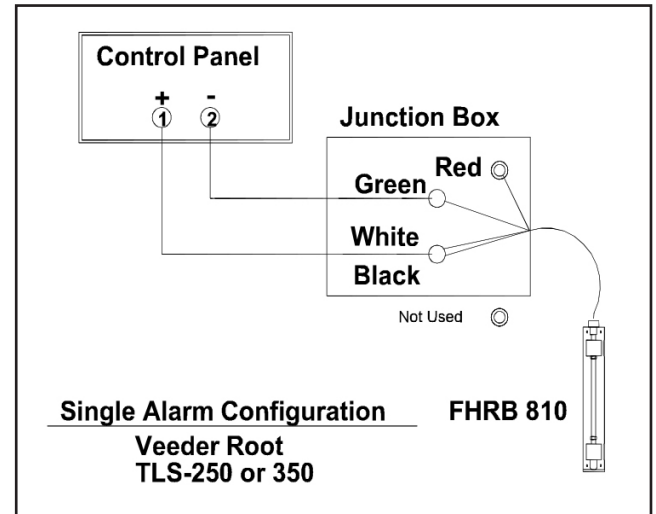 Control Panel
+ -
1 2
Junction Box
Red
Green
White
Black
Not Used
Single Alarm Configuration
FHRB 810
Veeder Root
TLS-250 or 350